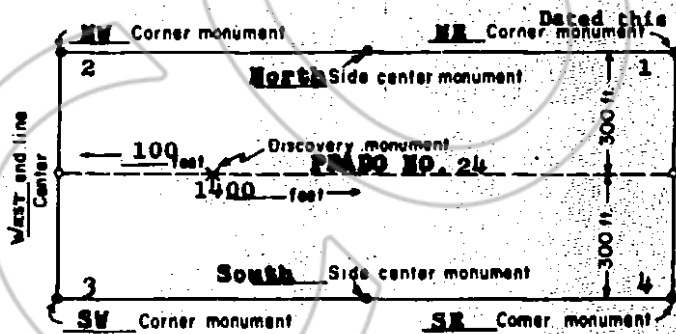 Dated this
NW Corner monument
NE Corner monument
2
North Side center monument
1
300 ft.
WEST end line
Center
100 feet
Discovery monument
PRADO NO. 24
1400 feet
300 ft.
3
South Side center monument
4
SW Corner monument
SE Corner monument